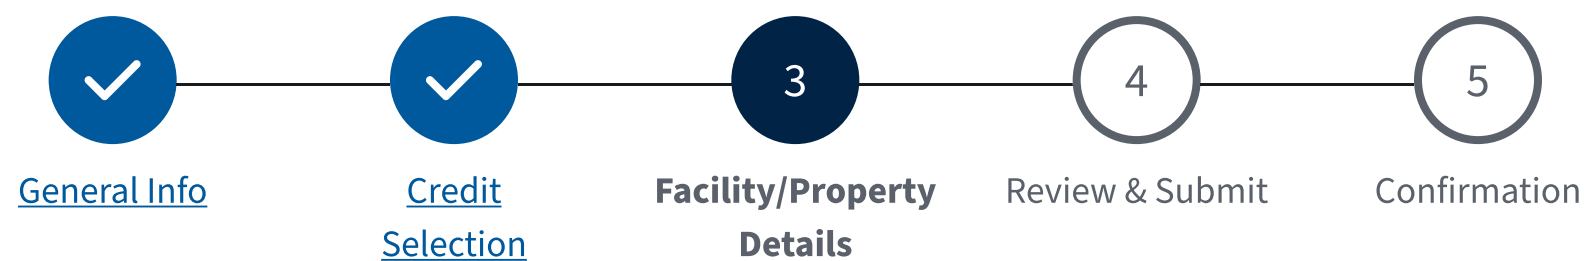 3
4
5
General Info
Credit
Selection
Facility/Property
Details
Review & Submit
Confirmation